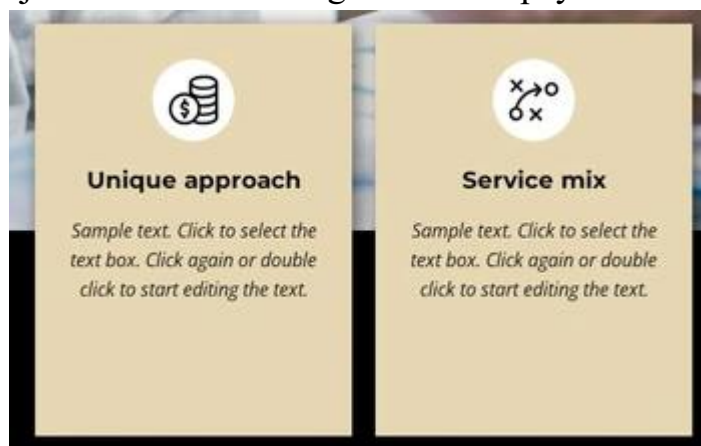 Unique approach
Sample text. Click to select the
text box. Click again or double
click to start editing the text.
Service mix
Sample text. Click to select the
text box. Click again or double
click to start editing the text.